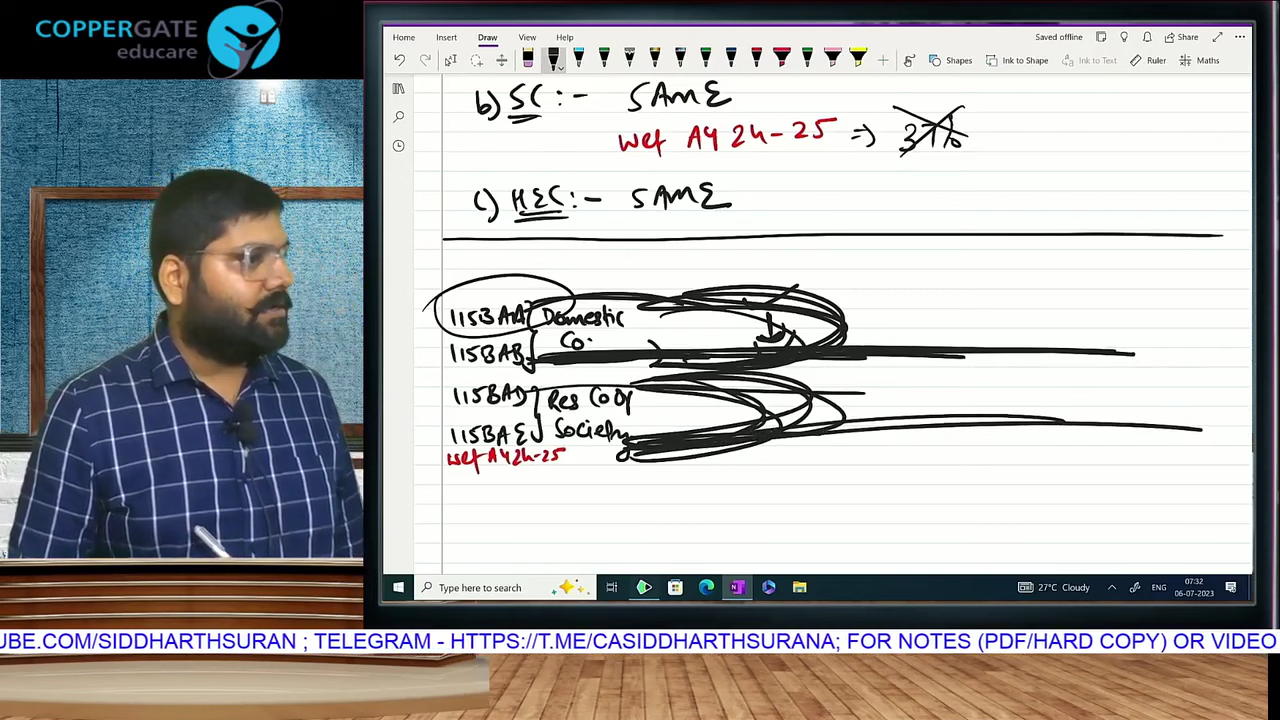 COPPERGATE
educare
Home Insert Draw View Help
Saved offline
Share
Shapes Ink to Shape Ink to Text Ruler Maths
b) SC :- SAME
wef AY 24-25 => 37%
c) HEC :- SAME
115BAA Domestic
115BAB Co.
115BAD Res CoOp
115BAE Society
wef AY 24-25
Type here to search
27°C Cloudy
ENG
07:32
06-07-2023
UBE.COM/SIDDHARTHSURAN ; TELEGRAM - HTTPS://T.ME/CASIDDHARTHSURANA; FOR NOTES (PDF/HARD COPY) OR VIDEO